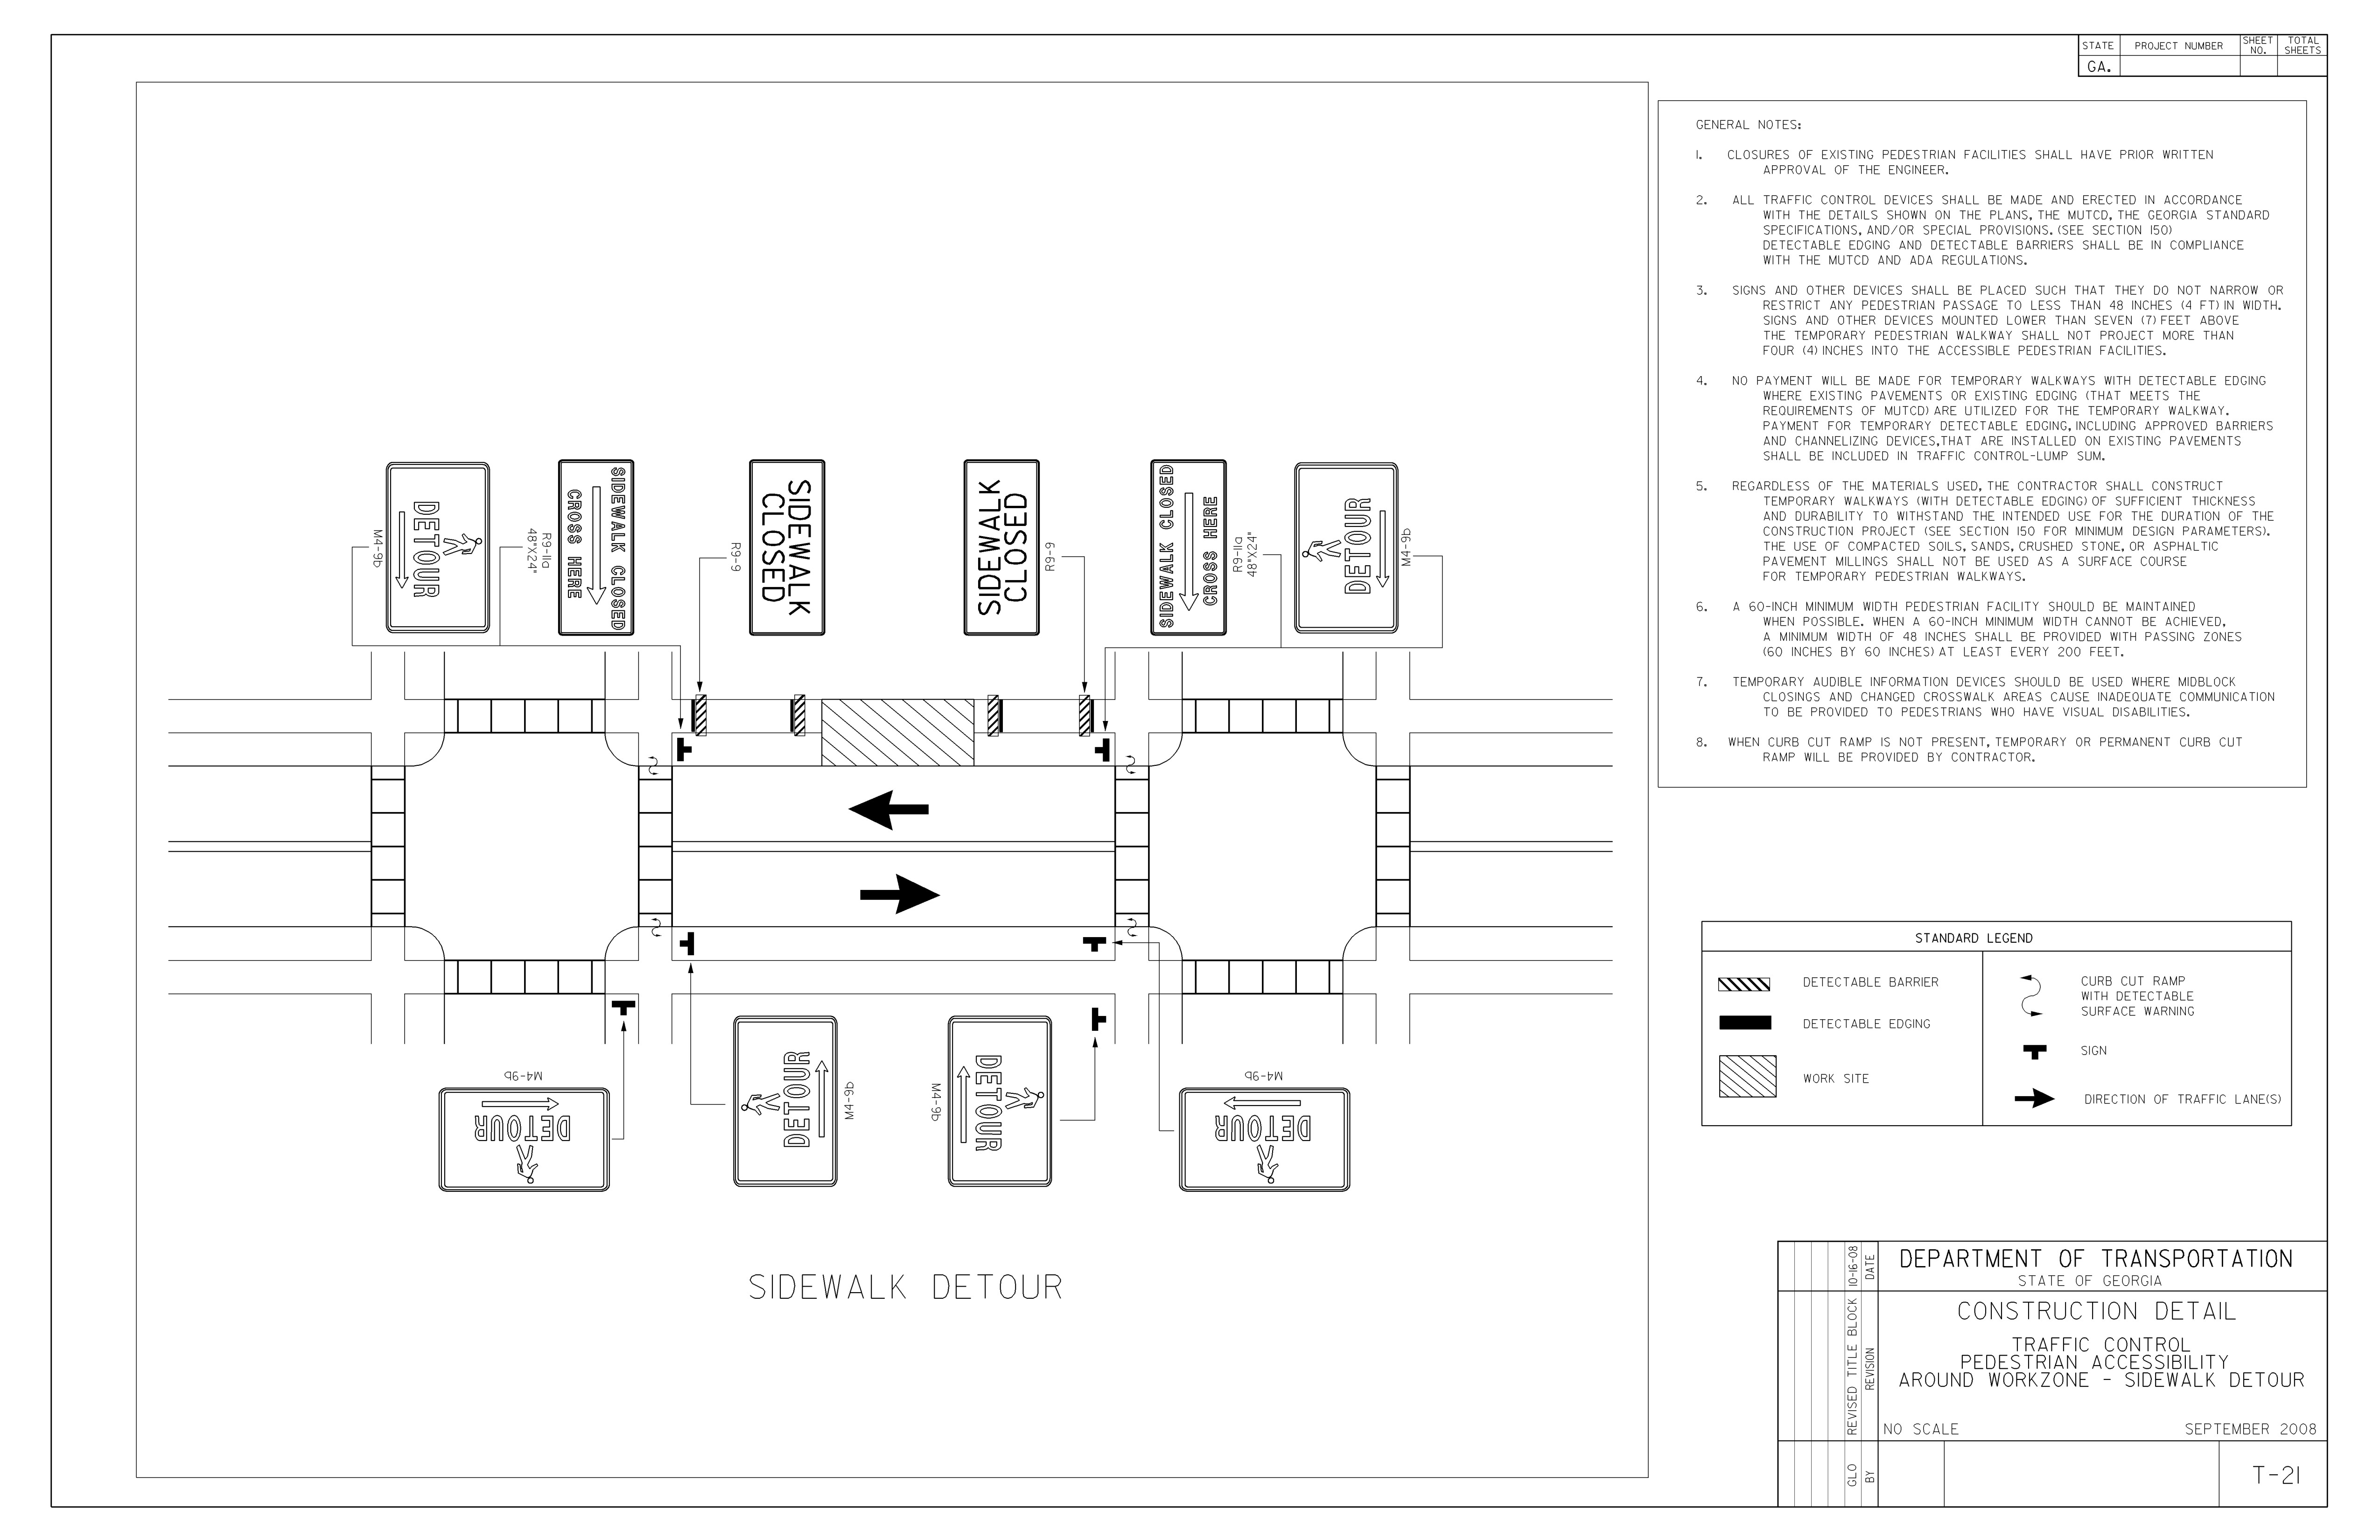 STATE
PROJECT NUMBER
SHEET NO.
TOTAL SHEETS
GA.
GENERAL NOTES:
1. CLOSURES OF EXISTING PEDESTRIAN FACILITIES SHALL HAVE PRIOR WRITTEN
APPROVAL OF THE ENGINEER.
2. ALL TRAFFIC CONTROL DEVICES SHALL BE MADE AND ERECTED IN ACCORDANCE
WITH THE DETAILS SHOWN ON THE PLANS, THE MUTCD, THE GEORGIA STANDARD
SPECIFICATIONS, AND/OR SPECIAL PROVISIONS. (SEE SECTION 150)
DETECTABLE EDGING AND DETECTABLE BARRIERS SHALL BE IN COMPLIANCE
WITH THE MUTCD AND ADA REGULATIONS.
3. SIGNS AND OTHER DEVICES SHALL BE PLACED SUCH THAT THEY DO NOT NARROW OR
RESTRICT ANY PEDESTRIAN PASSAGE TO LESS THAN 48 INCHES (4 FT) IN WIDTH.
SIGNS AND OTHER DEVICES MOUNTED LOWER THAN SEVEN (7) FEET ABOVE
THE TEMPORARY PEDESTRIAN WALKWAY SHALL NOT PROJECT MORE THAN
FOUR (4) INCHES INTO THE ACCESSIBLE PEDESTRIAN FACILITIES.
4. NO PAYMENT WILL BE MADE FOR TEMPORARY WALKWAYS WITH DETECTABLE EDGING
WHERE EXISTING PAVEMENTS OR EXISTING EDGING (THAT MEETS THE
REQUIREMENTS OF MUTCD) ARE UTILIZED FOR THE TEMPORARY WALKWAY.
PAYMENT FOR TEMPORARY DETECTABLE EDGING, INCLUDING APPROVED BARRIERS
AND CHANNELIZING DEVICES, THAT ARE INSTALLED ON EXISTING PAVEMENTS
SHALL BE INCLUDED IN TRAFFIC CONTROL-LUMP SUM.
5. REGARDLESS OF THE MATERIALS USED, THE CONTRACTOR SHALL CONSTRUCT
TEMPORARY WALKWAYS (WITH DETECTABLE EDGING) OF SUFFICIENT THICKNESS
AND DURABILITY TO WITHSTAND THE INTENDED USE FOR THE DURATION OF THE
CONSTRUCTION PROJECT (SEE SECTION 150 FOR MINIMUM DESIGN PARAMETERS).
THE USE OF COMPACTED SOILS, SANDS, CRUSHED STONE, OR ASPHALTIC
PAVEMENT MILLINGS SHALL NOT BE USED AS A SURFACE COURSE
FOR TEMPORARY PEDESTRIAN WALKWAYS.
6. A 60-INCH MINIMUM WIDTH PEDESTRIAN FACILITY SHOULD BE MAINTAINED
WHEN POSSIBLE. WHEN A 60-INCH MINIMUM WIDTH CANNOT BE ACHIEVED,
A MINIMUM WIDTH OF 48 INCHES SHALL BE PROVIDED WITH PASSING ZONES
(60 INCHES BY 60 INCHES) AT LEAST EVERY 200 FEET.
7. TEMPORARY AUDIBLE INFORMATION DEVICES SHOULD BE USED WHERE MIDBLOCK
CLOSINGS AND CHANGED CROSSWALK AREAS CAUSE INADEQUATE COMMUNICATION
TO BE PROVIDED TO PEDESTRIANS WHO HAVE VISUAL DISABILITIES.
8. WHEN CURB CUT RAMP IS NOT PRESENT, TEMPORARY OR PERMANENT CURB CUT
RAMP WILL BE PROVIDED BY CONTRACTOR.
M4-9b
DETOUR
R9-11a
48"X24"
SIDEWALK CLOSED
CROSS HERE
R9-9
SIDEWALK
CLOSED
SIDEWALK
CLOSED
R9-9
SIDEWALK CLOSED
CROSS HERE
R9-11a
48"X24"
DETOUR
M4-9b
M4-9b
DETOUR
DETOUR
M4-9b
M4-9b
DETOUR
M4-9b
DETOUR
SIDEWALK DETOUR
STANDARD LEGEND
DETECTABLE BARRIER
DETECTABLE EDGING
WORK SITE
CURB CUT RAMP
WITH DETECTABLE
SURFACE WARNING
SIGN
DIRECTION OF TRAFFIC LANE(S)
10-16-08
DATE
REVISED TITLE BLOCK
REVISION
GLO
BY
DEPARTMENT OF TRANSPORTATION
STATE OF GEORGIA
CONSTRUCTION DETAIL
TRAFFIC CONTROL
PEDESTRIAN ACCESSIBILITY
AROUND WORKZONE - SIDEWALK DETOUR
NO SCALE
SEPTEMBER 2008
T-21